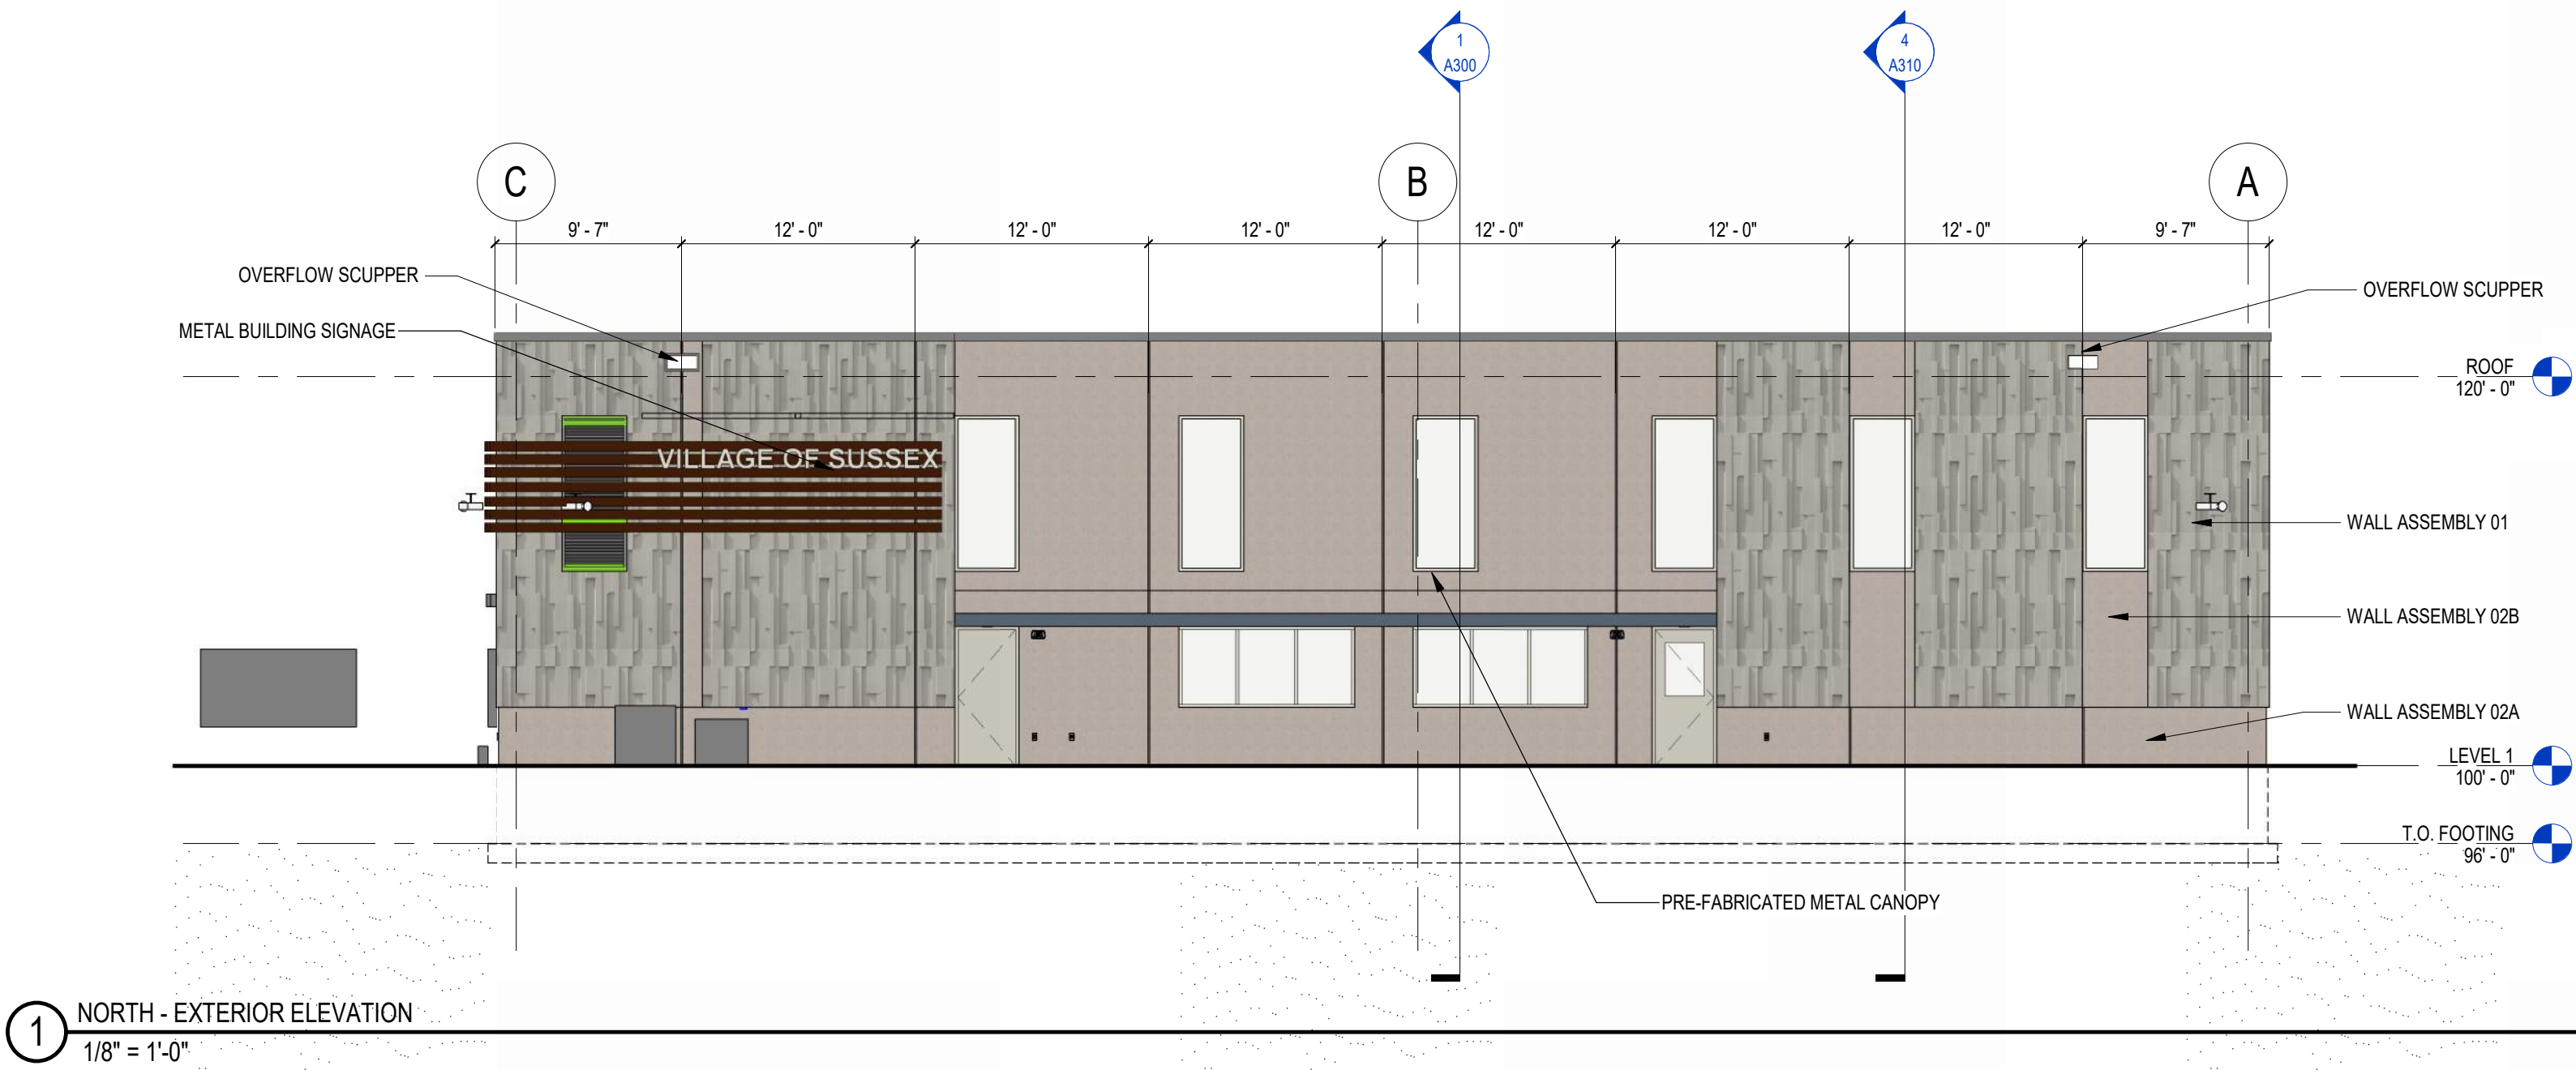 1
A300
4
A310
C
B
A
9' - 7"
12' - 0"
12' - 0"
12' - 0"
12' - 0"
12' - 0"
12' - 0"
9' - 7"
OVERFLOW SCUPPER
OVERFLOW SCUPPER
METAL BUILDING SIGNAGE
ROOF
120' - 0"
VILLAGE OF SUSSEX
WALL ASSEMBLY 01
WALL ASSEMBLY 02B
WALL ASSEMBLY 02A
LEVEL 1
100' - 0"
T.O. FOOTING
96' - 0"
PRE-FABRICATED METAL CANOPY
1
NORTH - EXTERIOR ELEVATION
1/8" = 1'-0"